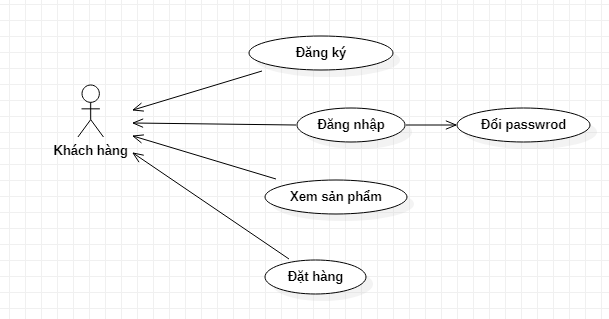 Đăng ký
Đăng nhập
Đổi passwrod
Khách hàng
Xem sản phẩm
Đặt hàng